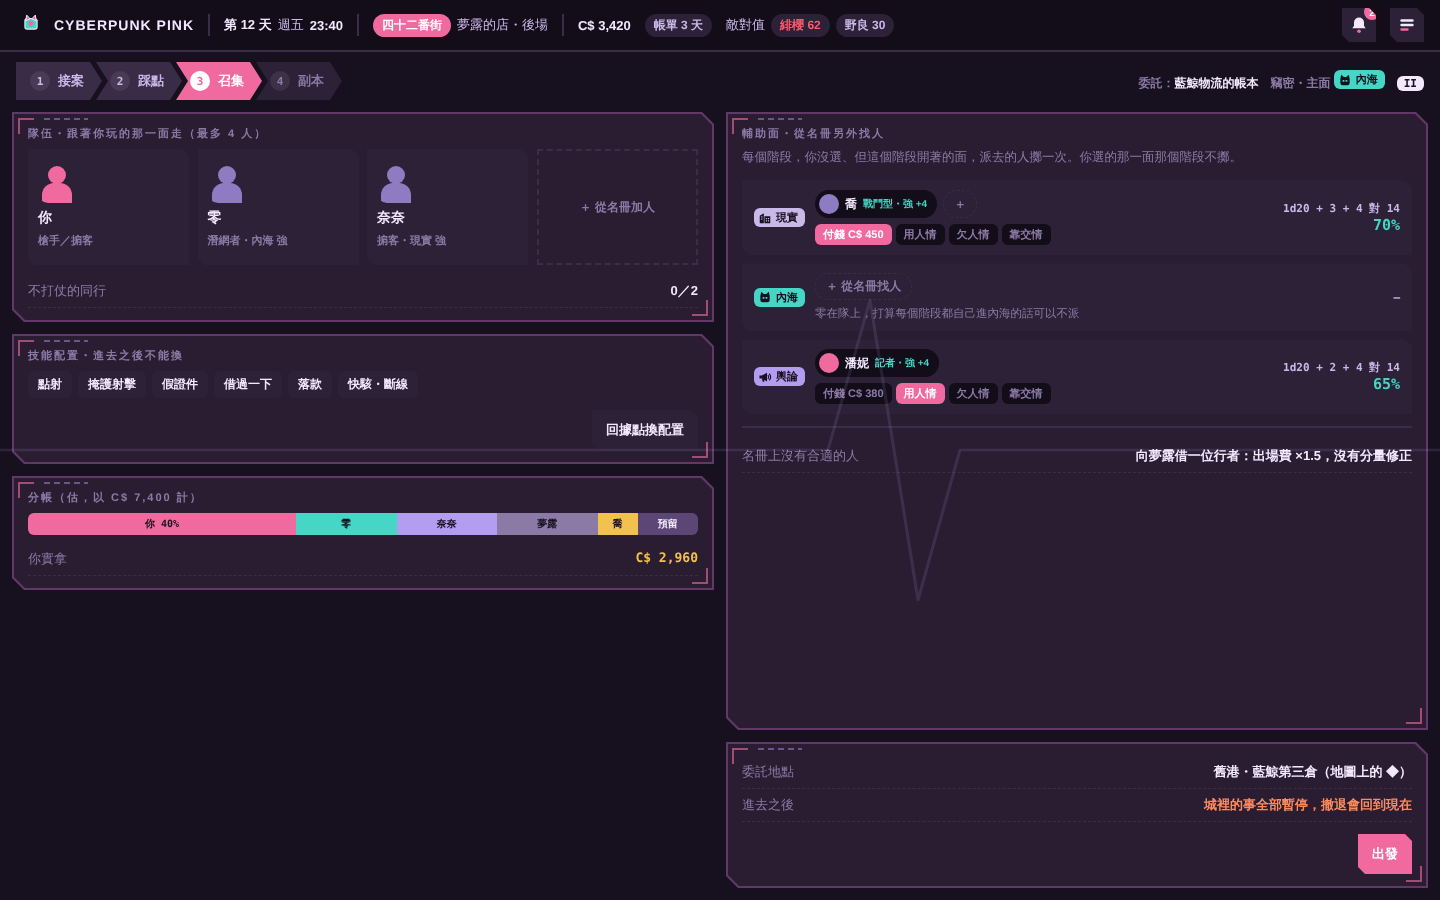 CYBERPUNK PINK 第 12 天 週五 23:40 四十二番街 夢露的店・後場 C$ 3,420 帳單 3 天 敵對值 緋櫻 62 野良 30
1 接案 2 踩點 3 召集 4 副本
委託：藍鯨物流的帳本 竊密・主面 內海 II
隊伍・跟著你玩的那一面走（最多 4 人）
你
槍手／掮客
零
潛網者・內海 強
奈奈
掮客・現實 強
＋ 從名冊加人
不打仗的同行 0／2
技能配置・進去之後不能換
點射 掩護射擊 假證件 借過一下 落款 快駭・斷線
回據點換配置
分帳（估，以 C$ 7,400 計）
你 40% 零 奈奈 夢露 喬 預留
你實拿 C$ 2,960
輔助面・從名冊另外找人
每個階段，你沒選、但這個階段開著的面，派去的人擲一次。你選的那一面那個階段不擲。
現實 喬 戰鬥型・強 +4 ＋
付錢 C$ 450 用人情 欠人情 靠交情
1d20 + 3 + 4 對 14
70%
內海 ＋ 從名冊找人
零在隊上，打算每個階段都自己進內海的話可以不派
—
輿論 潘妮 記者・強 +4
付錢 C$ 380 用人情 欠人情 靠交情
1d20 + 2 + 4 對 14
65%
名冊上沒有合適的人 向夢露借一位行者：出場費 ×1.5，沒有分量修正
委託地點 舊港・藍鯨第三倉（地圖上的 ◆）
進去之後 城裡的事全部暫停，撤退會回到現在
出發